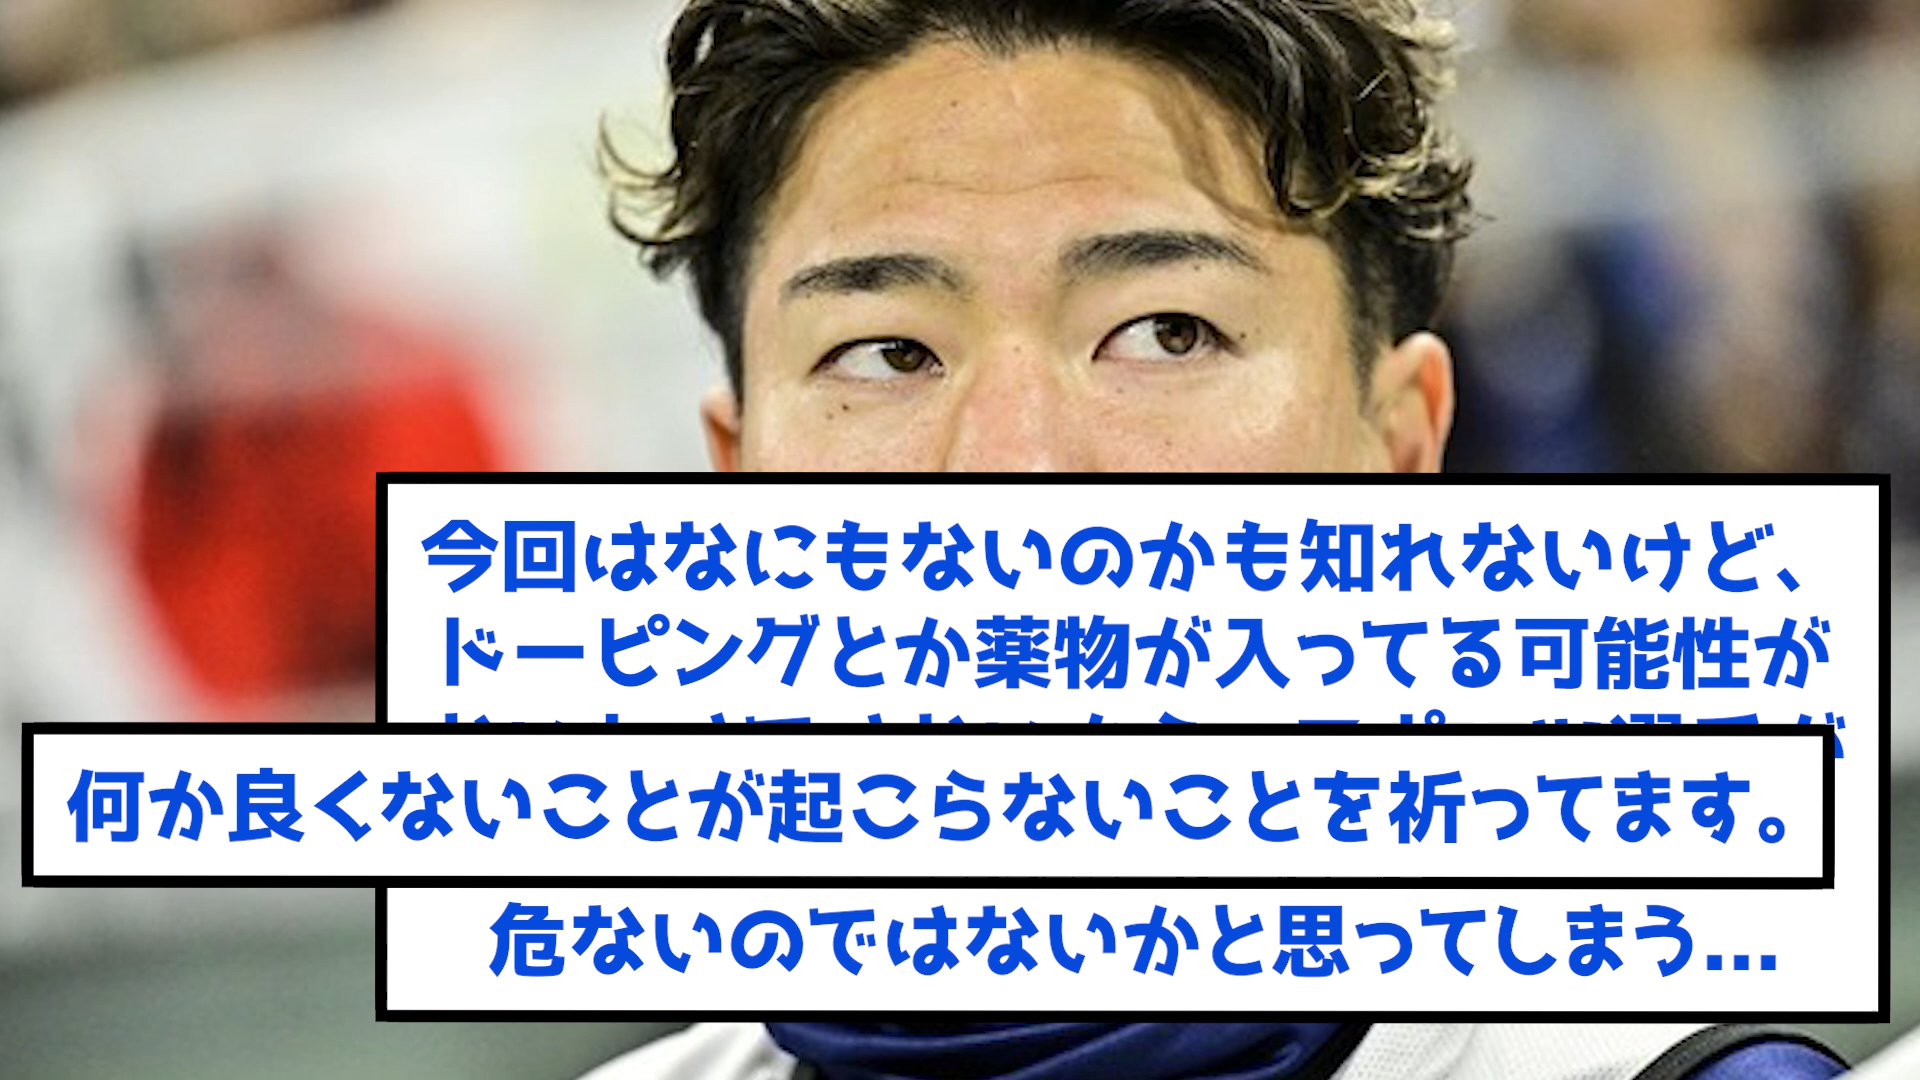 今回はなにもないのかも知れないけど、
ドーピングとか薬物が入ってる可能性が
何か良くないことが起こらないことを祈ってます。
危ないのではないかと思ってしまう...